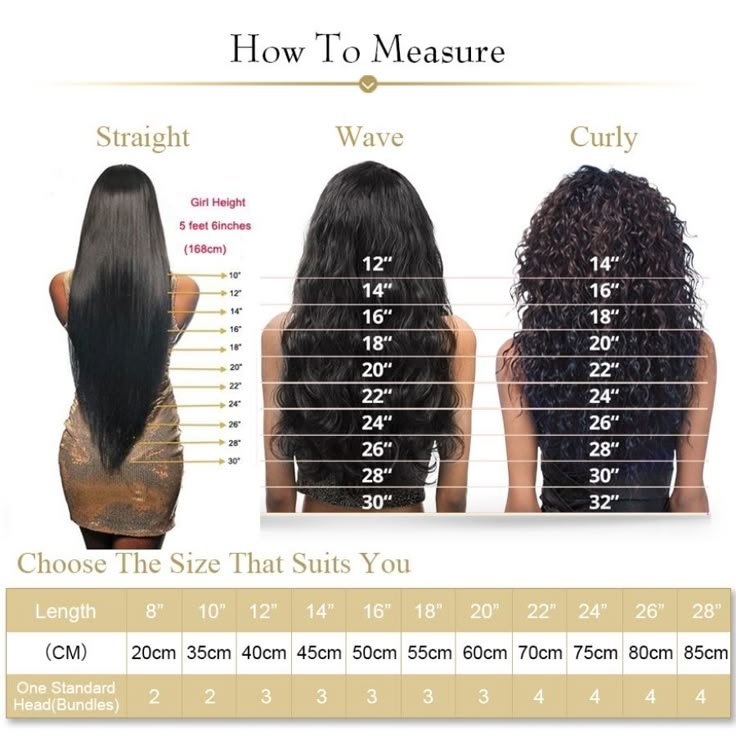 How To Measure
Straight
Wave
Curly
Girl Height
5 feet 6inches
(168cm)
10"
12"
14"
16"
18"
20"
22"
24"
26"
28"
30"
12“
14“
16“
18“
20“
22“
24“
26“
28“
30“
14“
16“
18“
20“
22“
24“
26“
28“
30“
32“
Choose The Size That Suits You
Length 8” 10” 12” 14” 16” 18” 20” 22” 24” 26” 28”
(CM) 20cm 35cm 40cm 45cm 50cm 55cm 60cm 70cm 75cm 80cm 85cm
One Standard
Head(Bundles) 2 2 3 3 3 3 3 4 4 4 4